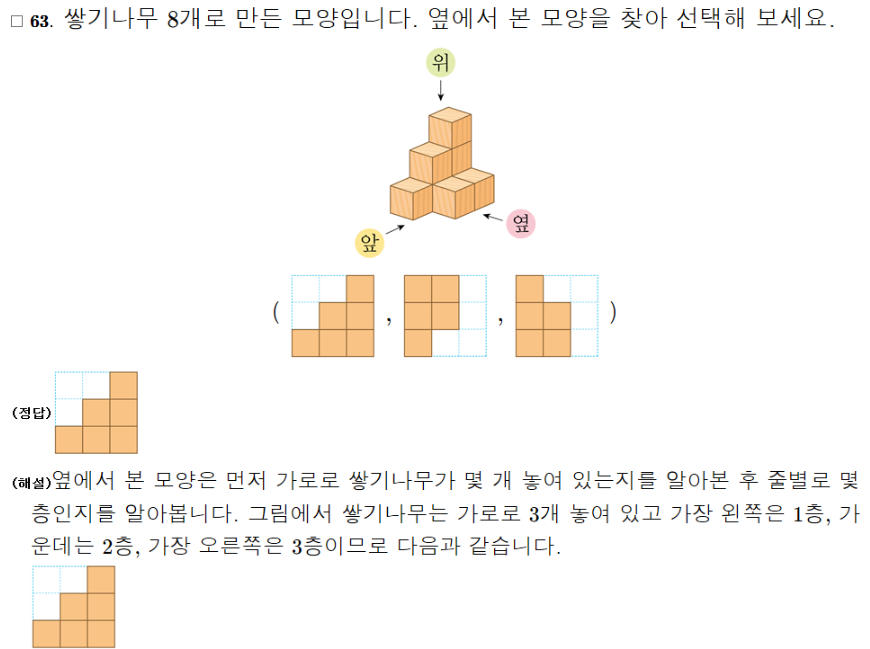 □ 63. 쌓기나무 8개로 만든 모양입니다. 옆에서 본 모양을 찾아 선택해 보세요.
위
옆
앞
( , , )
(정답)
(해설)옆에서 본 모양은 먼저 가로로 쌓기나무가 몇 개 놓여 있는지를 알아본 후 줄별로 몇
층인지를 알아봅니다. 그림에서 쌓기나무는 가로로 3개 놓여 있고 가장 왼쪽은 1층, 가
운데는 2층, 가장 오른쪽은 3층이므로 다음과 같습니다.